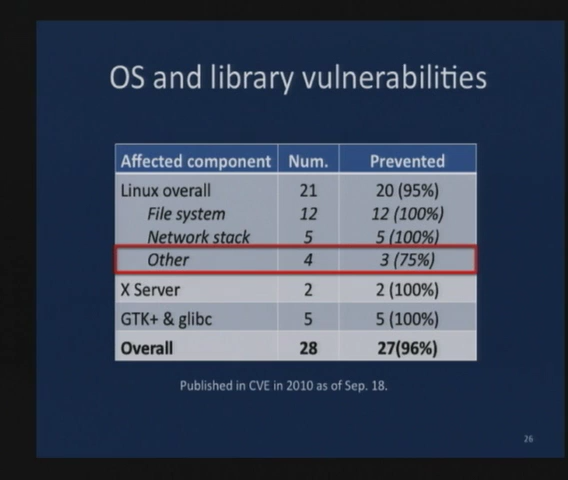 OS and library vulnerabilities
Affected component Num. Prevented
Linux overall 21 20 (95%)
File system 12 12 (100%)
Network stack 5 5 (100%)
Other 4 3 (75%)
X Server 2 2 (100%)
GTK+ & glibc 5 5 (100%)
Overall 28 27(96%)
Published in CVE in 2010 as of Sep. 18.
26